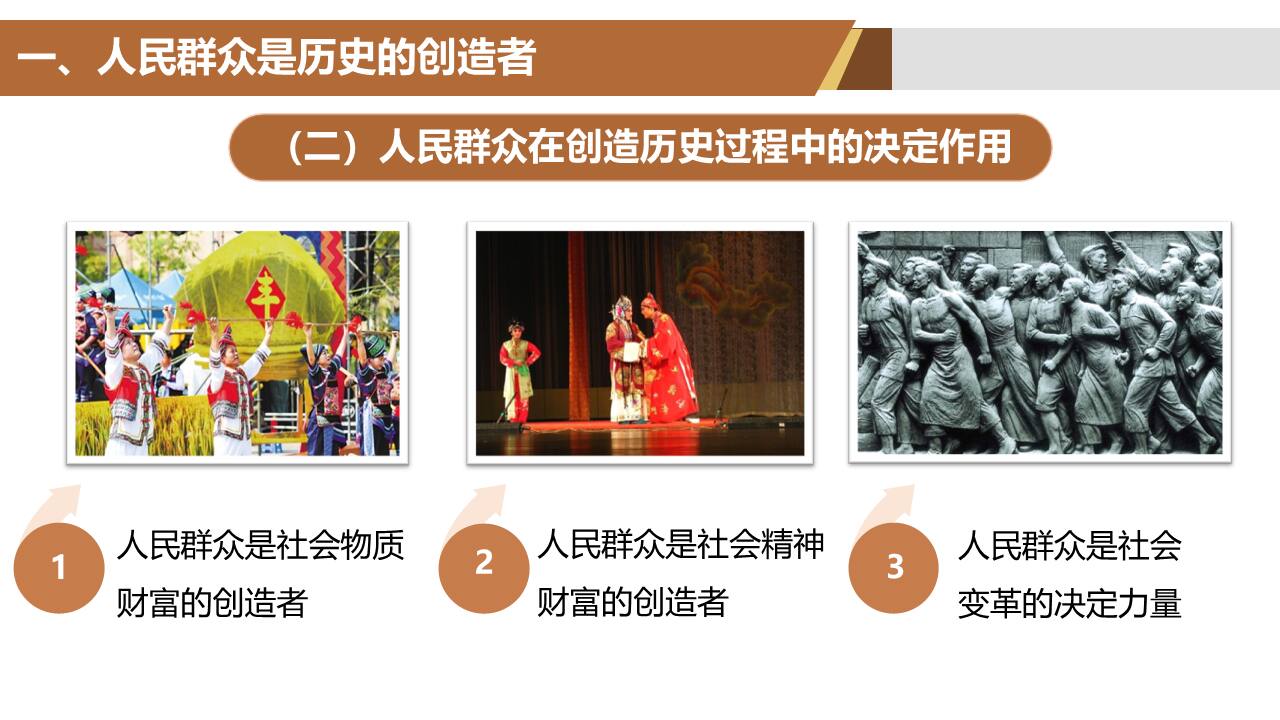 一、人民群众是历史的创造者
（二）人民群众在创造历史过程中的决定作用
丰
1
人民群众是社会物质
财富的创造者
2
人民群众是社会精神
财富的创造者
3
人民群众是社会
变革的决定力量